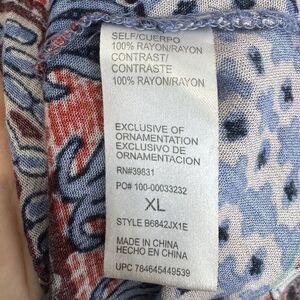 SELF/CUERPO
100% RAYON/RAYON
CONTRAST/
CONTRASTE
100% RAYON/RAYON
EXCLUSIVE OF
ORNAMENTATION
EXCLUSIVO DE
ORNAMENTACION
RN#39831
PO# 100-00033232
XL
STYLE B6842JX1E
MADE IN CHINA
HECHO EN CHINA
UPC 784645449539